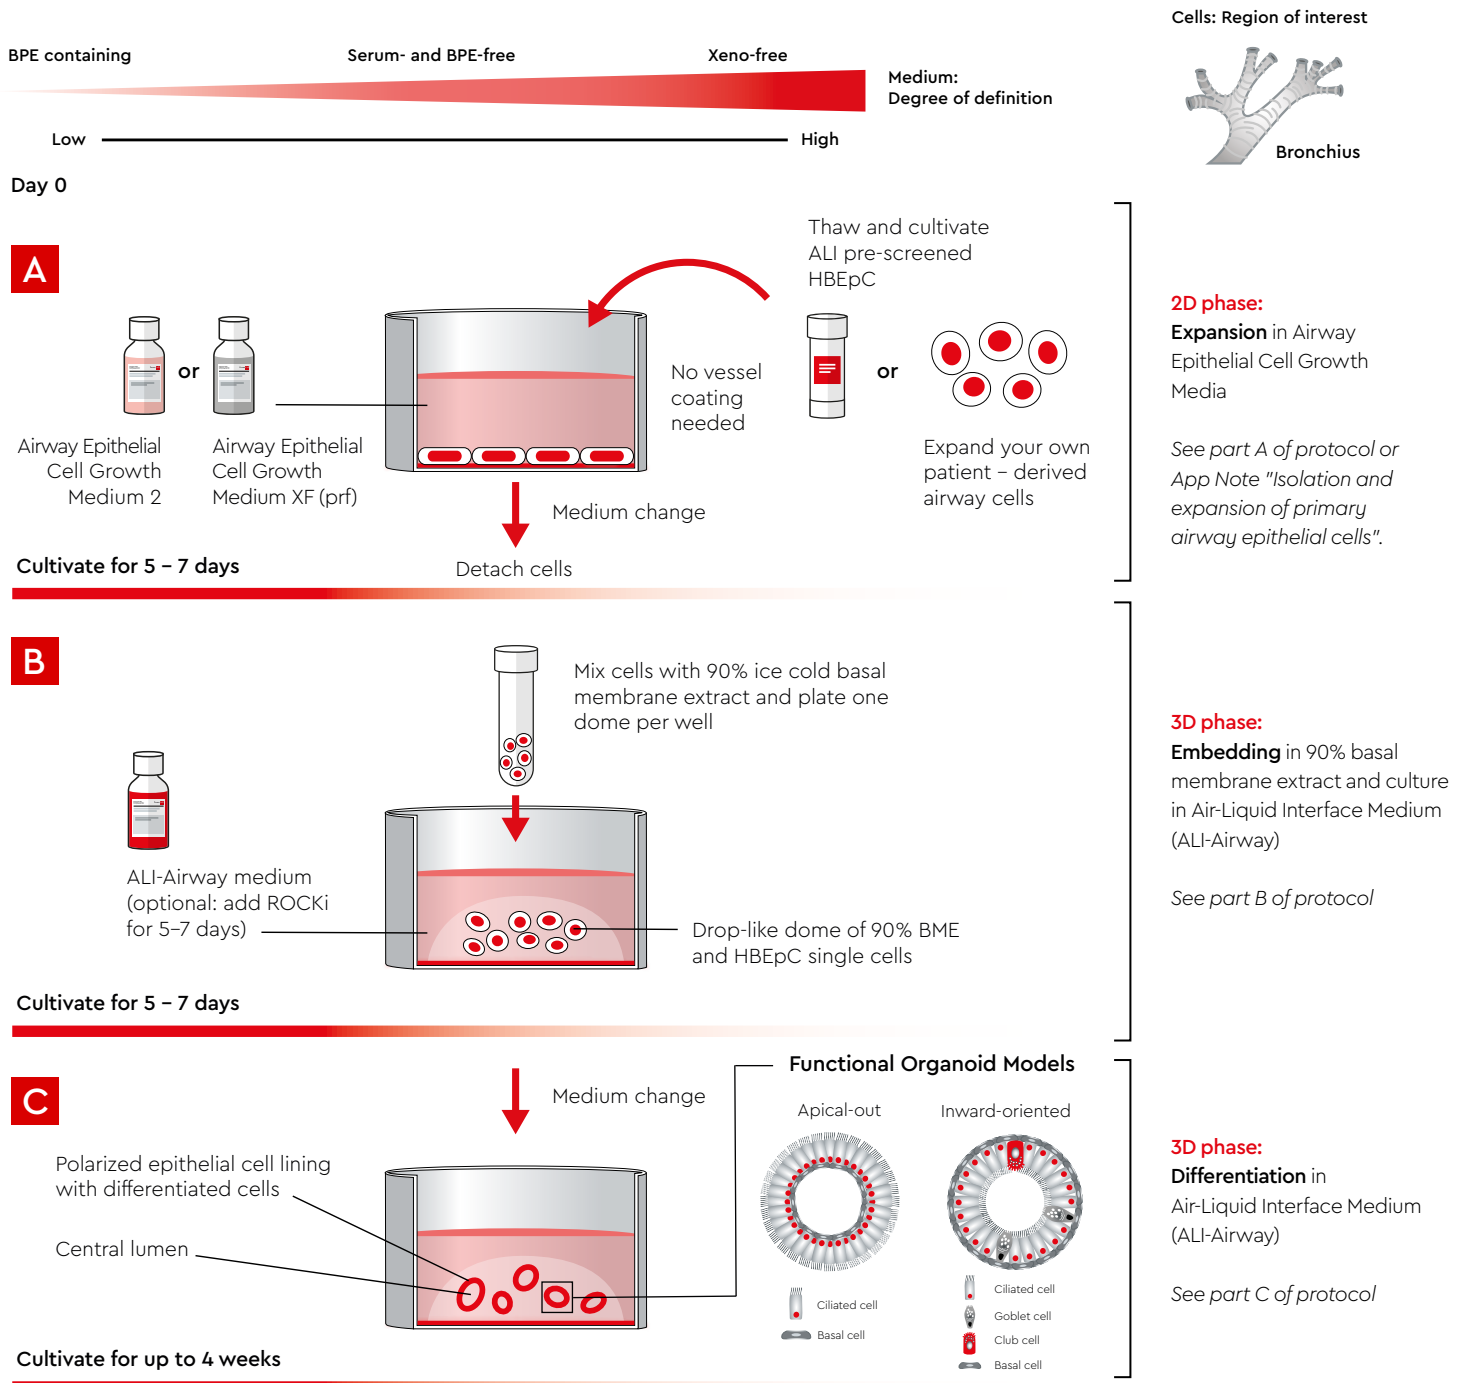 Cells: Region of interest
BPE containing
Serum- and BPE-free
Xeno-free
Medium:
Degree of definition
Low
High
Bronchius
Day 0
A
Thaw and cultivate
ALI pre-screened
HBEpC
or
No vessel
coating
needed
or
Airway Epithelial
Cell Growth
Medium 2
Airway Epithelial
Cell Growth
Medium XF (prf)
Expand your own
patient – derived
airway cells
Medium change
Detach cells
Cultivate for 5 – 7 days
2D phase:
Expansion in Airway
Epithelial Cell Growth
Media
See part A of protocol or
App Note "Isolation and
expansion of primary
airway epithelial cells".
B
Mix cells with 90% ice cold basal
membrane extract and plate one
dome per well
ALI-Airway medium
(optional: add ROCKi
for 5–7 days)
Drop-like dome of 90% BME
and HBEpC single cells
Cultivate for 5 – 7 days
3D phase:
Embedding in 90% basal
membrane extract and culture
in Air-Liquid Interface Medium
(ALI-Airway)
See part B of protocol
C
Medium change
Functional Organoid Models
Apical-out
Inward-oriented
Polarized epithelial cell lining
with differentiated cells
Central lumen
Ciliated cell
Basal cell
Ciliated cell
Goblet cell
Club cell
Basal cell
Cultivate for up to 4 weeks
3D phase:
Differentiation in
Air-Liquid Interface Medium
(ALI-Airway)
See part C of protocol